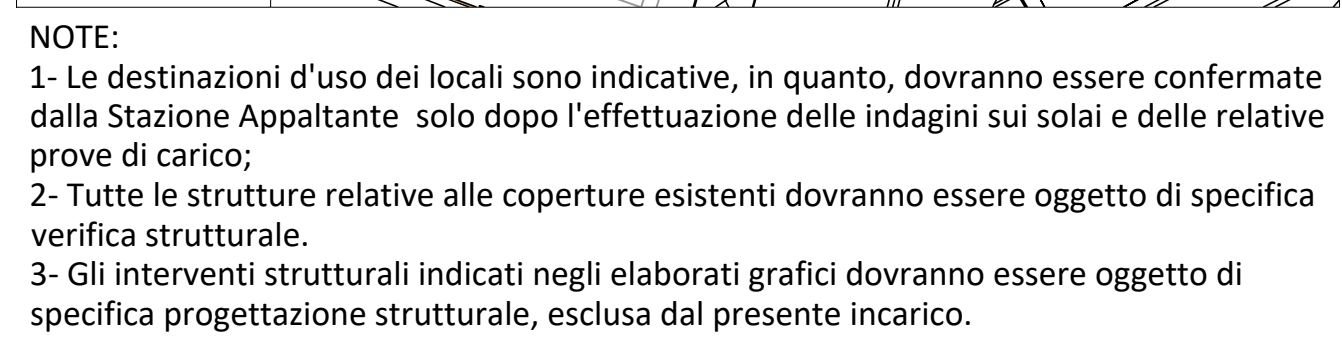 NOTE:
1- Le destinazioni d'uso dei locali sono indicative, in quanto, dovranno essere confermate
dalla Stazione Appaltante  solo dopo l'effettuazione delle indagini sui solai e delle relative
prove di carico;
2- Tutte le strutture relative alle coperture esistenti dovranno essere oggetto di specifica
verifica strutturale.
3- Gli interventi strutturali indicati negli elaborati grafici dovranno essere oggetto di
specifica progettazione strutturale, esclusa dal presente incarico.